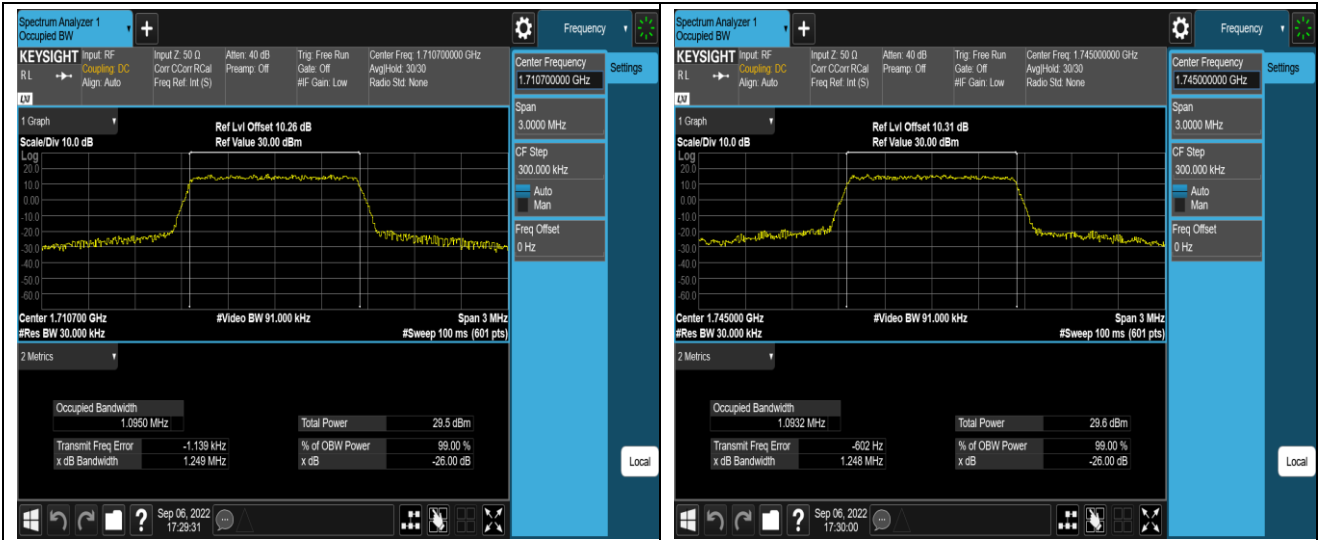 Spectrum Analyzer 1
Occupied BW
+
Frequency
KEYSIGHT
RL
LXI
Input: RF
Coupling: DC
Align: Auto
Input Z: 50 Ω
Corr CCorr RCal
Freq Ref: Int (S)
Atten: 40 dB
Preamp: Off
Trig: Free Run
Gate: Off
#IF Gain: Low
Center Freq: 1.710700000 GHz
Avg|Hold: 30/30
Radio Std: None
Center Frequency
1.710700000 GHz
Settings
Span
3.0000 MHz
CF Step
300.000 kHz
Auto
Man
Freq Offset
0 Hz
1 Graph
Scale/Div 10.0 dB
Ref Lvl Offset 10.26 dB
Ref Value 30.00 dBm
Log
20.0
10.0
0.00
-10.0
-20.0
-30.0
-40.0
-50.0
-60.0
Center 1.710700 GHz
#Video BW 91.000 kHz
Span 3 MHz
#Res BW 30.000 kHz
#Sweep 100 ms (601 pts)
2 Metrics
Occupied Bandwidth
1.0950 MHz
Total Power 29.5 dBm
Transmit Freq Error -1.139 kHz
% of OBW Power 99.00 %
x dB Bandwidth 1.249 MHz
x dB -26.00 dB
Local
?
Sep 06, 2022
17:29:31
Spectrum Analyzer 1
Occupied BW
+
Frequency
KEYSIGHT
RL
LXI
Input: RF
Coupling: DC
Align: Auto
Input Z: 50 Ω
Corr CCorr RCal
Freq Ref: Int (S)
Atten: 40 dB
Preamp: Off
Trig: Free Run
Gate: Off
#IF Gain: Low
Center Freq: 1.745000000 GHz
Avg|Hold: 30/30
Radio Std: None
Center Frequency
1.745000000 GHz
Settings
Span
3.0000 MHz
CF Step
300.000 kHz
Auto
Man
Freq Offset
0 Hz
1 Graph
Scale/Div 10.0 dB
Ref Lvl Offset 10.31 dB
Ref Value 30.00 dBm
Log
20.0
10.0
0.00
-10.0
-20.0
-30.0
-40.0
-50.0
-60.0
Center 1.745000 GHz
#Video BW 91.000 kHz
Span 3 MHz
#Res BW 30.000 kHz
#Sweep 100 ms (601 pts)
2 Metrics
Occupied Bandwidth
1.0932 MHz
Total Power 29.6 dBm
Transmit Freq Error -602 Hz
% of OBW Power 99.00 %
x dB Bandwidth 1.248 MHz
x dB -26.00 dB
Local
?
Sep 06, 2022
17:30:00